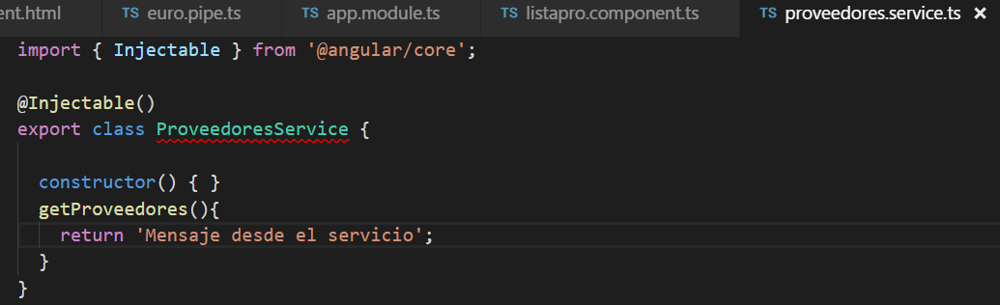 ent.html TS euro.pipe.ts TS app.module.ts TS listapro.component.ts TS proveedores.service.ts ×
import { Injectable } from '@angular/core';
@Injectable()
export class ProveedoresService {
constructor() { }
getProveedores(){
return 'Mensaje desde el servicio';
}
}